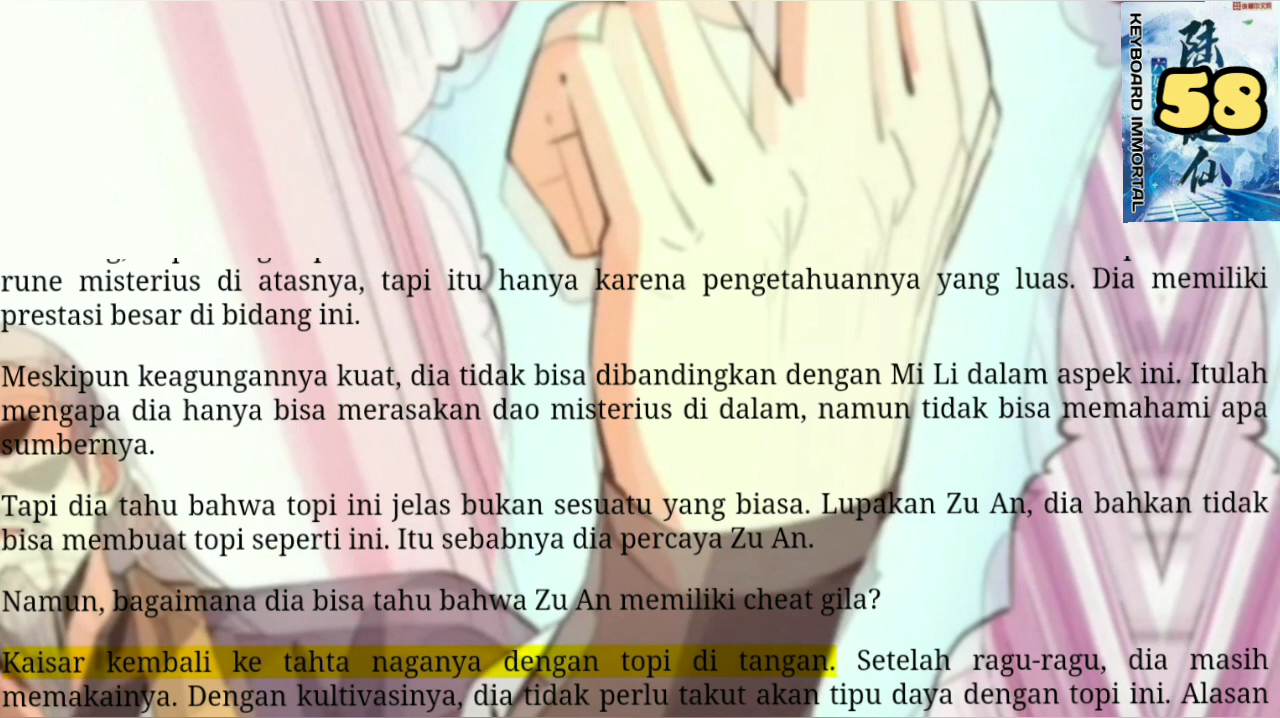 KEYBOARD IMMORTAL
58
仙
rune misterius di atasnya, tapi itu hanya karena pengetahuannya yang luas. Dia memiliki
prestasi besar di bidang ini.
Meskipun keagungannya kuat, dia tidak bisa dibandingkan dengan Mi Li dalam aspek ini. Itulah
mengapa dia hanya bisa merasakan dao misterius di dalam, namun tidak bisa memahami apa
sumbernya.
Tapi dia tahu bahwa topi ini jelas bukan sesuatu yang biasa. Lupakan Zu An, dia bahkan tidak
bisa membuat topi seperti ini. Itu sebabnya dia percaya Zu An.
Namun, bagaimana dia bisa tahu bahwa Zu An memiliki cheat gila?
Kaisar kembali ke tahta naganya dengan topi di tangan. Setelah ragu-ragu, dia masih
memakainya. Dengan kultivasinya, dia tidak perlu takut akan tipu daya dengan topi ini. Alasan